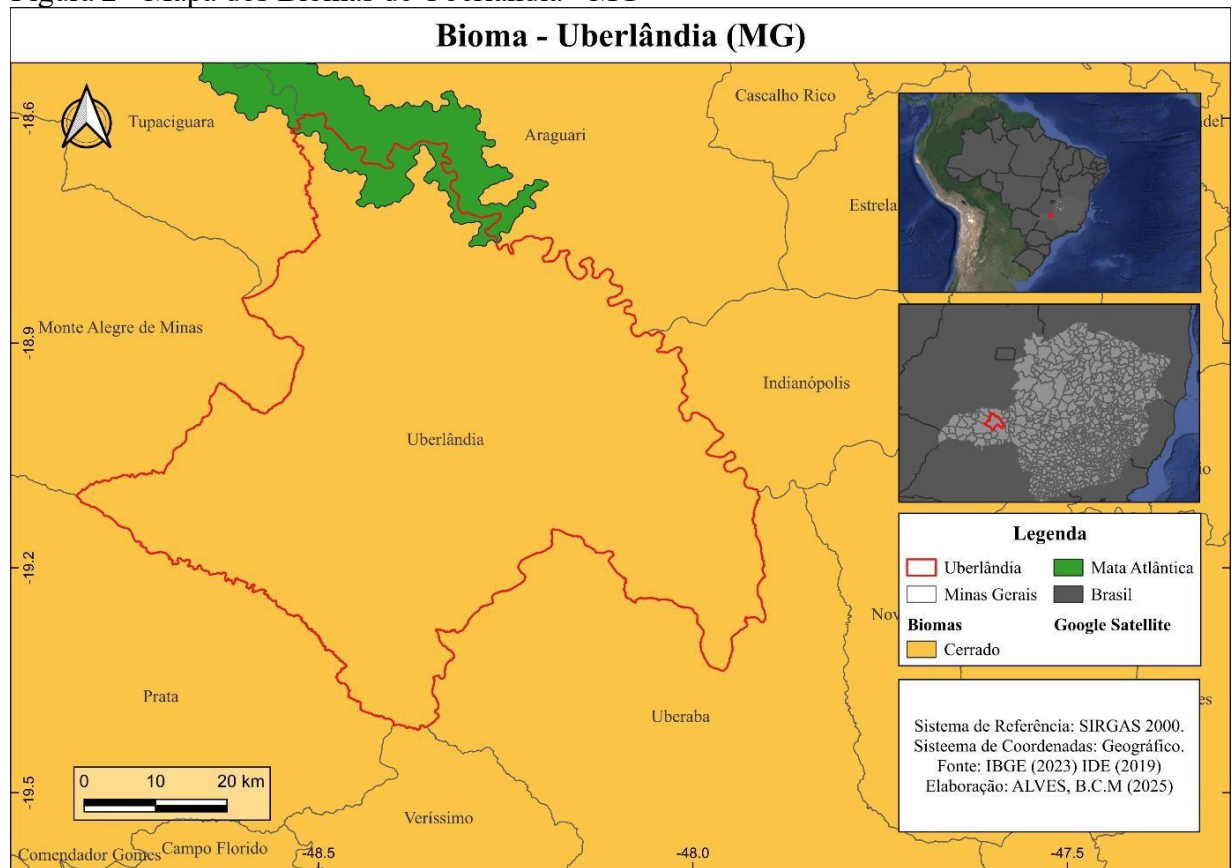 Bioma - Uberlândia (MG)
-18.6
Tupaciguara
Araguari
Cascalho Rico
Estrela
-18.9
Monte Alegre de Minas
Indianópolis
Uberlândia
-19.2
Prata
Uberaba
-19.5
0 10 20 km
Veríssimo
Comendador Gomes
Campo Florido
-48.5
-48.0
-47.5
Legenda
Uberlândia
Minas Gerais
Biomas
Cerrado
Mata Atlântica
Brasil
Google Satellite
Sistema de Referência: SIRGAS 2000.
Sisteema de Coordenadas: Geográfico.
Fonte: IBGE (2023) IDE (2019)
Elaboração: ALVES, B.C.M (2025)